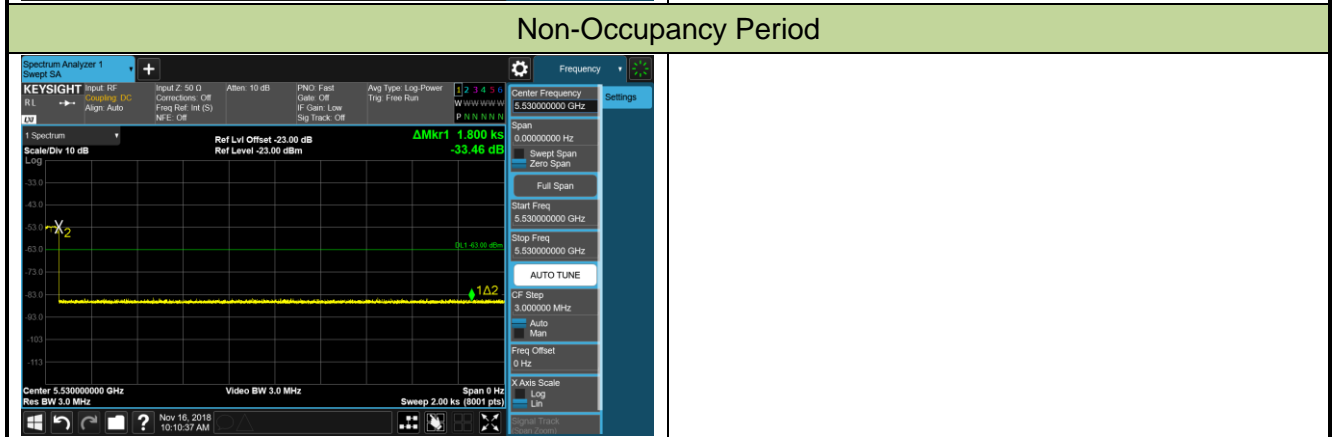 Non-Occupancy Period
Spectrum Analyzer 1
Swept SA
Frequency
KEYSIGHT
RL
Input: RF
Coupling: DC
Align: Auto
Input Z: 50 Ω
Corrections: Off
Freq Ref: Int (S)
NFE: Off
Atten: 10 dB
PNO: Fast
Gate: Off
IF Gain: Low
Sig Track: Off
Avg Type: Log-Power
Trig: Free Run
1 2 3 4 5 6
W W W W W W
P N N N N N
1 Spectrum
Scale/Div 10 dB
Log
Ref Lvl Offset -23.00 dB
Ref Level -23.00 dBm
ΔMkr1 1.800 ks
-33.46 dB
-33.0
-43.0
-53.0
-63.0
-73.0
-83.0
-93.0
-103
-113
X2
DL1 -63.00 dBm
1Δ2
Center 5.530000000 GHz
Res BW 3.0 MHz
Video BW 3.0 MHz
Span 0 Hz
Sweep 2.00 ks (8001 pts)
Nov 16, 2018
10:10:37 AM
Center Frequency
5.530000000 GHz
Settings
Span
0.00000000 Hz
Swept Span
Zero Span
Full Span
Start Freq
5.530000000 GHz
Stop Freq
5.530000000 GHz
AUTO TUNE
CF Step
3.000000 MHz
Auto
Man
Freq Offset
0 Hz
X Axis Scale
Log
Lin
Signal Track
(Span Zoom)